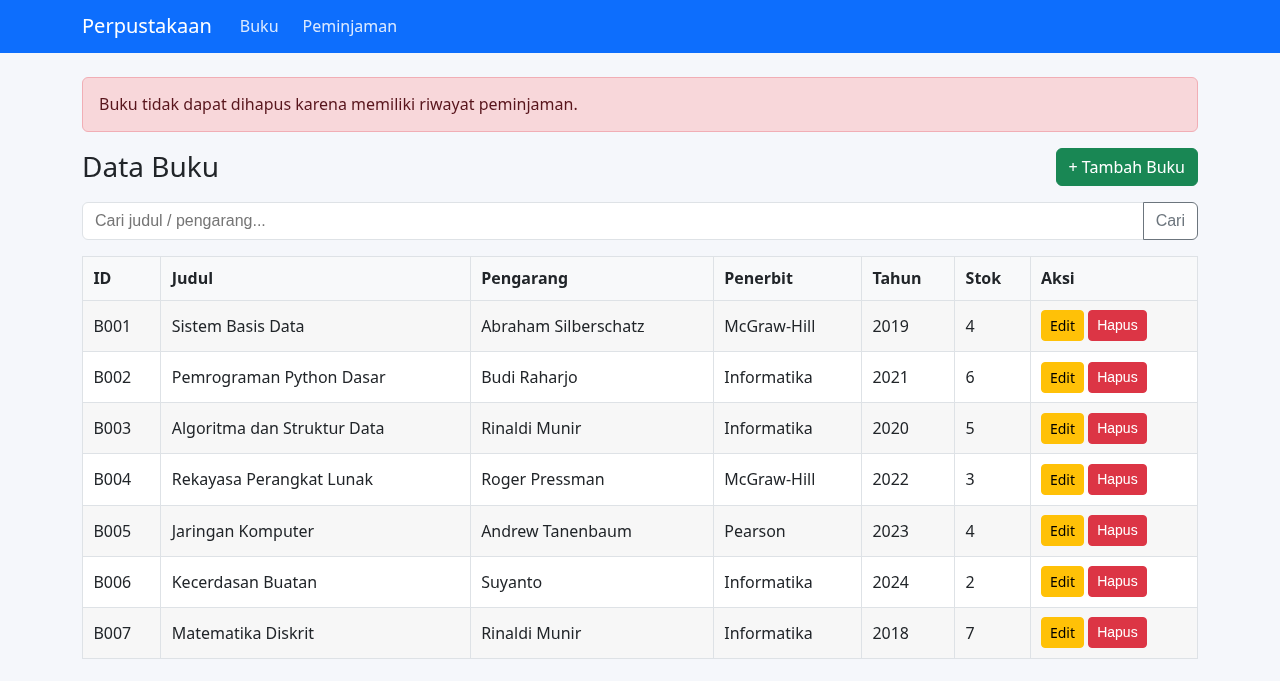 Perpustakaan Buku Peminjaman
Buku tidak dapat dihapus karena memiliki riwayat peminjaman.
Data Buku + Tambah Buku
Cari judul / pengarang... Cari
ID Judul Pengarang Penerbit Tahun Stok Aksi
B001 Sistem Basis Data Abraham Silberschatz McGraw-Hill 2019 4 Edit Hapus
B002 Pemrograman Python Dasar Budi Raharjo Informatika 2021 6 Edit Hapus
B003 Algoritma dan Struktur Data Rinaldi Munir Informatika 2020 5 Edit Hapus
B004 Rekayasa Perangkat Lunak Roger Pressman McGraw-Hill 2022 3 Edit Hapus
B005 Jaringan Komputer Andrew Tanenbaum Pearson 2023 4 Edit Hapus
B006 Kecerdasan Buatan Suyanto Informatika 2024 2 Edit Hapus
B007 Matematika Diskrit Rinaldi Munir Informatika 2018 7 Edit Hapus